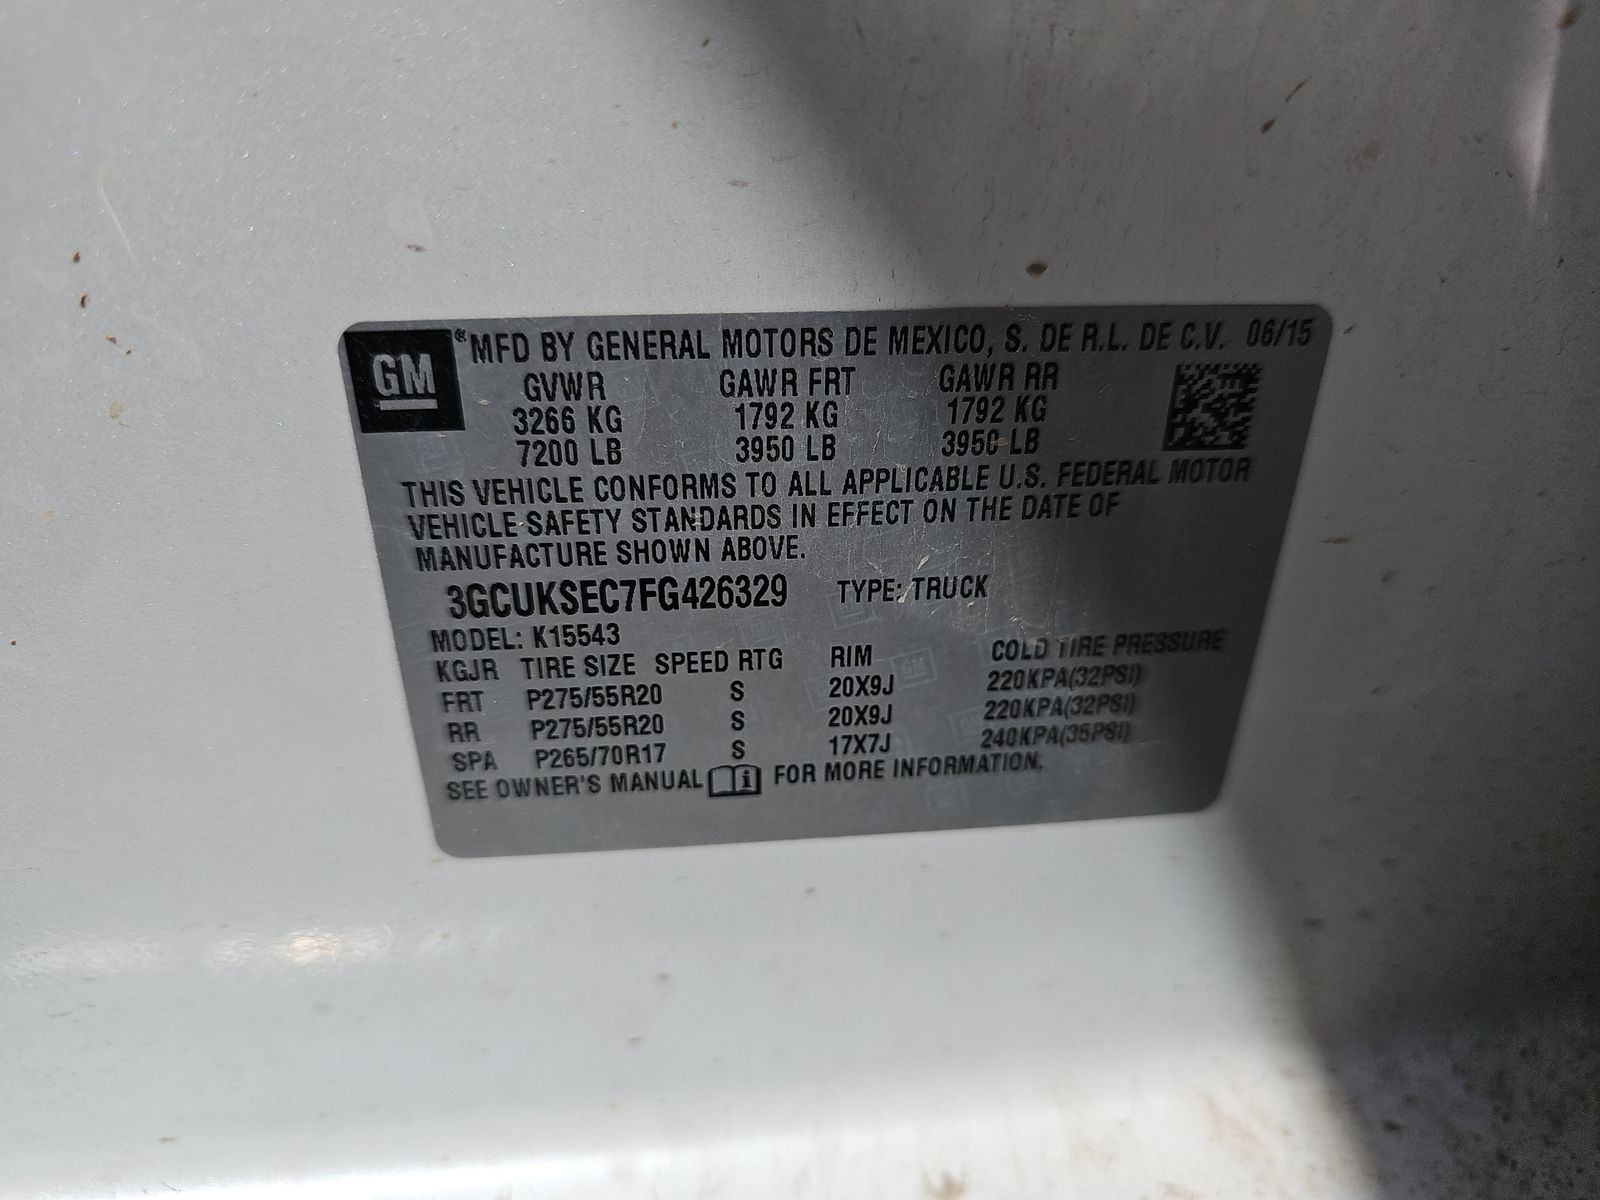 GM
® MFD BY GENERAL MOTORS DE MEXICO, S. DE R.L. DE C.V. 06/15
GVWR GAWR FRT GAWR RR
3266 KG 1792 KG 1792 KG
7200 LB 3950 LB 3950 LB
THIS VEHICLE CONFORMS TO ALL APPLICABLE U.S. FEDERAL MOTOR
VEHICLE SAFETY STANDARDS IN EFFECT ON THE DATE OF
MANUFACTURE SHOWN ABOVE.
3GCUKSEC7FG426329 TYPE: TRUCK
MODEL: K15543
KGJR TIRE SIZE SPEED RTG RIM COLD TIRE PRESSURE
FRT P275/55R20 S 20X9J 220KPA(32PSI)
RR P275/55R20 S 20X9J 220KPA(32PSI)
SPA P265/70R17 S 17X7J 240KPA(35PSI)
SEE OWNER'S MANUAL i FOR MORE INFORMATION.